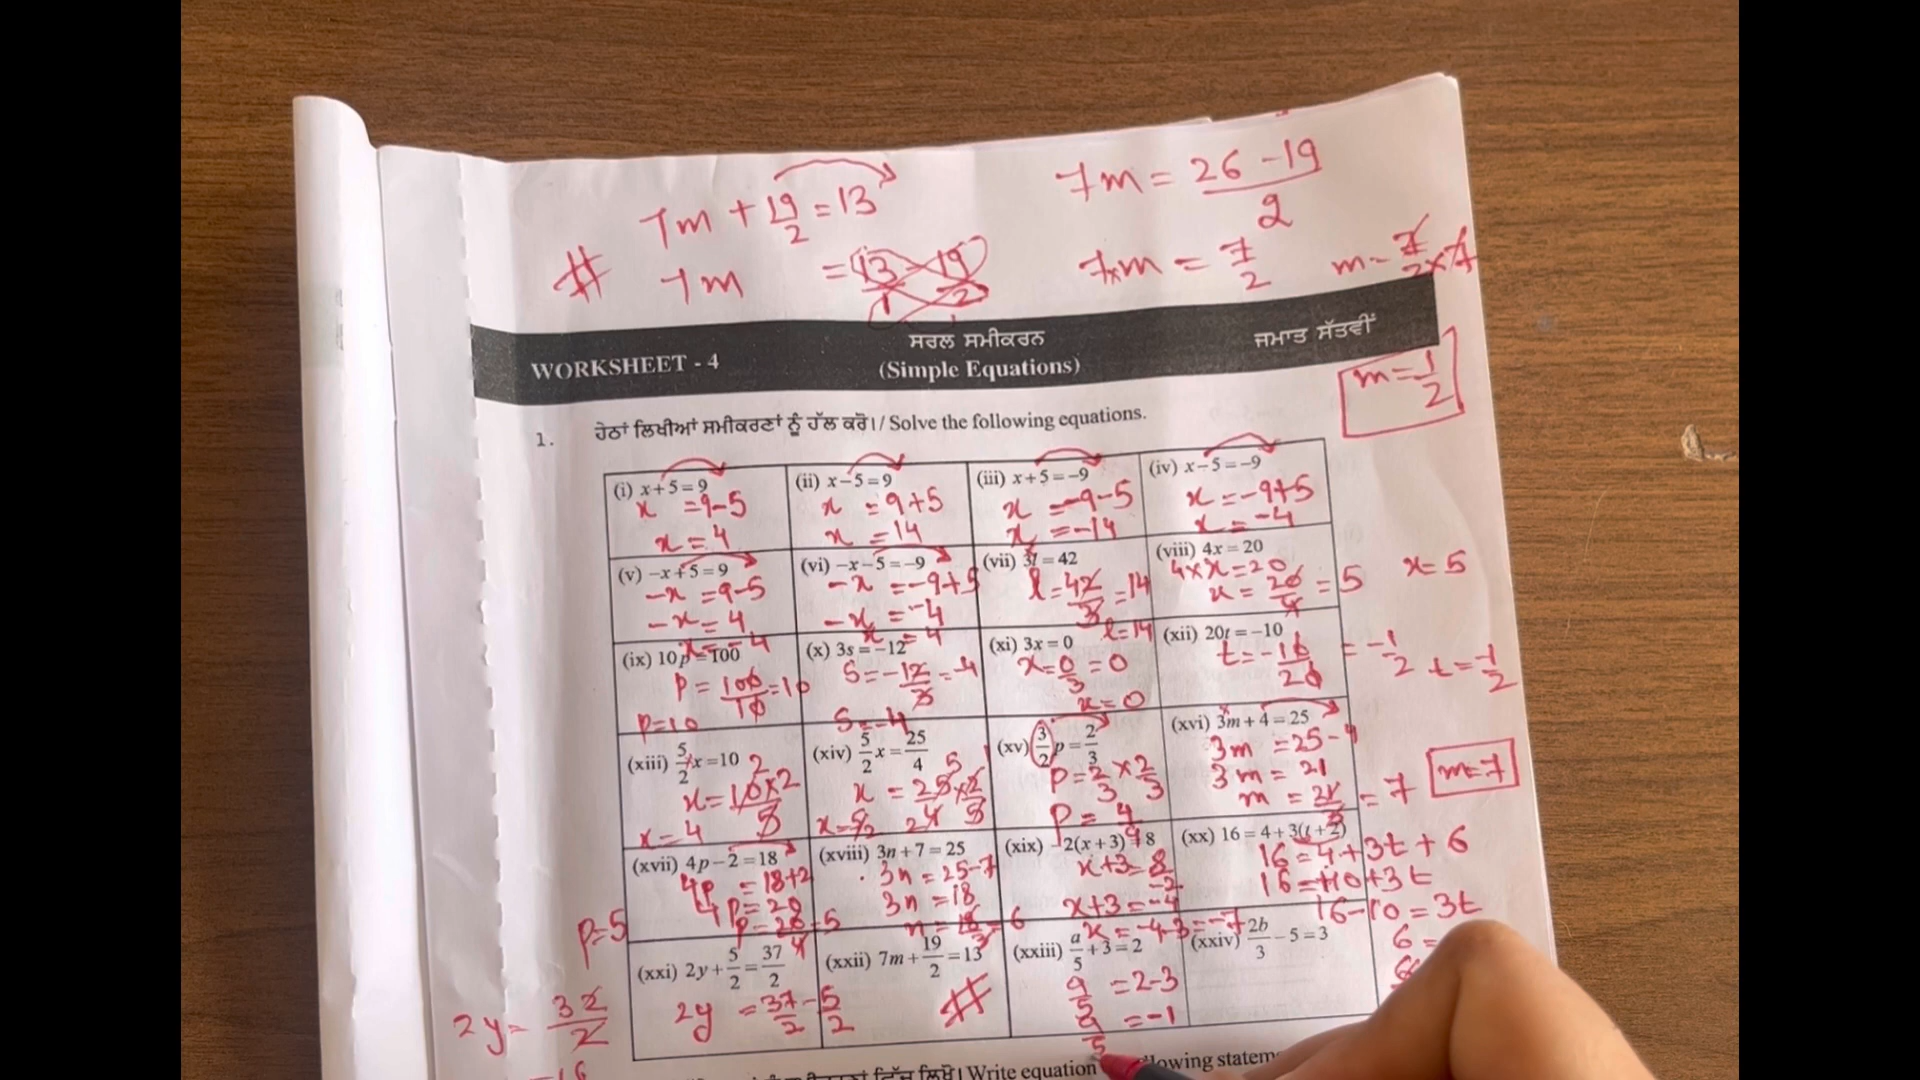 7m + 19/2 = 13
7m = 26 - 19 / 2
# 7m = 13/1 - 19/2
7×m = 7/2
m = 7/2×7
WORKSHEET - 4
ਸਰਲ ਸਮੀਕਰਨ
(Simple Equations)
ਜਮਾਤ ਸੱਤਵੀਂ
m = 1/2
1. ਹੇਠਾਂ ਲਿਖੀਆਂ ਸਮੀਕਰਣਾਂ ਨੂੰ ਹੱਲ ਕਰੋ। / Solve the following equations.
(i) x + 5 = 9
x = 9 - 5
x = 4
(ii) x - 5 = 9
x = 9 + 5
x = 14
(iii) x + 5 = -9
x = -9 - 5
x = -14
(iv) x - 5 = -9
x = -9 + 5
x = -4
(v) -x + 5 = 9
-x = 9 - 5
-x = 4
x = -4
(vi) -x - 5 = -9
-x = -9 + 5
-x = -4
x = 4
(vii) 3l = 42
l = 42/3 = 14
l = 14
(viii) 4x = 20
4 × x = 20
x = 20/4 = 5
x = 5
(ix) 10p = 100
p = 100/10 = 10
p = 10
(x) 3s = -12
s = -12/3 = -4
s = -4
(xi) 3x = 0
x = 0/3 = 0
x = 0
(xii) 20t = -10
t = -10/20 = -1/2
t = -1/2
(xiii) 5/2 x = 10
x = 10×2/5
x = 4
(xiv) 5/2 x = 25/4
x = 25/4 × 2/5
x = 5/2
(xv) 3/2 p = 2/3
p = 2/3 × 2/3
p = 4/9
(xvi) 3m + 4 = 25
3m = 25 - 4
3m = 21
m = 21/3 = 7
m = 7
(xvii) 4p - 2 = 18
4p = 18 + 2
4p = 20
p = 20/4 = 5
p = 5
(xviii) 3n + 7 = 25
3n = 25 - 7
3n = 18
n = 18/3 = 6
(xix) -2(x + 3) = 8
x + 3 = 8/-2
x + 3 = -4
x = -4 - 3 = -7
(xx) 16 = 4 + 3(t + 2)
16 = 4 + 3t + 6
16 = +10 + 3t
16 - 10 = 3t
6 =
(xxi) 2y + 5/2 = 37/2
2y = 37/2 - 5/2
2y = 32/2
= 16
(xxii) 7m + 19/2 = 13
#
(xxiii) a/5 + 3 = 2
a/5 = 2 - 3
a/5 = -1
(xxiv) 2b/3 - 5 = 3
ਵਿੱਚ ਲਿਖੋ। Write equation